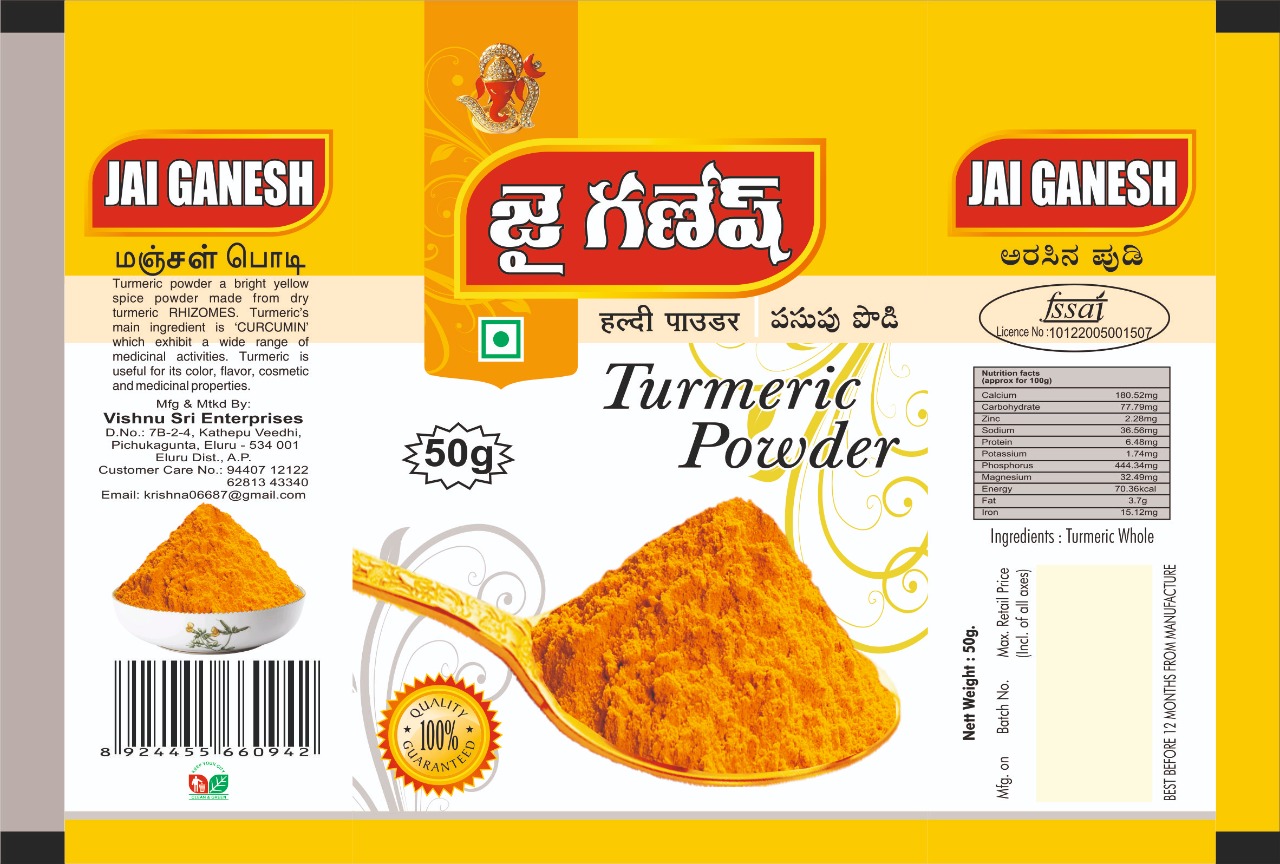 JAI GANESH
மஞ்சள் பொடி
Turmeric powder a bright yellow
spice powder made from dry
turmeric RHIZOMES. Turmeric's
main ingredient is 'CURCUMIN'
which exhibit a wide range of
medicinal activities. Turmeric is
useful for its color, flavor, cosmetic
and medicinal properties.
Mfg & Mtkd By:
Vishnu Sri Enterprises
D.No.: 7B-2-4, Kathepu Veedhi,
Pichukagunta, Eluru - 534 001
Eluru Dist., A.P.
Customer Care No.: 94407 12122
62813 43340
Email: krishna06687@gmail.com
8 924455 660942
KEEP YOUR CITY
CLEAN & GREEN
జై గణేష్
हल्दी पाउडर
పసుపు పొడి
Turmeric
Powder
50g
QUALITY
100%
GUARANTEED
JAI GANESH
ಅರಸಿನ ಪುಡಿ
fssai
Licence No :10122005001507
Nutrition facts
(approx for 100g)
Calcium 180.52mg
Carbohydrate 77.79mg
Zinc 2.28mg
Sodium 36.56mg
Protein 6.48mg
Potassium 1.74mg
Phosphorus 444.34mg
Magnesium 32.49mg
Energy 70.36kcal
Fat 3.7g
Iron 15.12mg
Ingredients : Turmeric Whole
Nett Weight : 50g.
Mfg. on Batch No. Max. Retail Price
(Incl. of all axes)
BEST BEFORE 12 MONTHS FROM MANUFACTURE